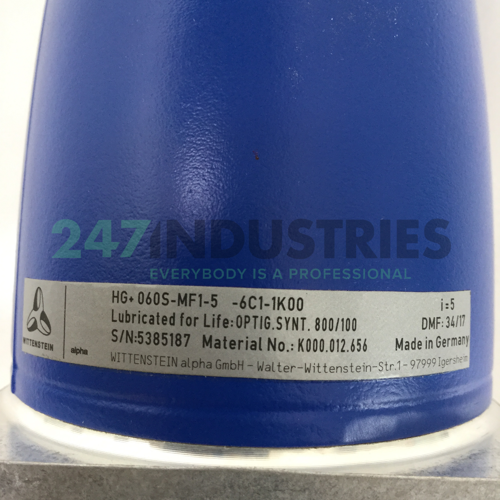 247INDUSTRIES
EVERYBODY IS A PROFESSIONAL
HG+ 060S-MF1-5 -6C1-1K00 i=5
Lubricated for Life: OPTIG.SYNT. 800/100 DMF: 34/17
S/N:5385187 Material No.: K000.012.656 Made in Germany
WITTENSTEIN alpha
WITTENSTEIN alpha GmbH - Walter-Wittenstein-Str.1 - 97999 Igersheim